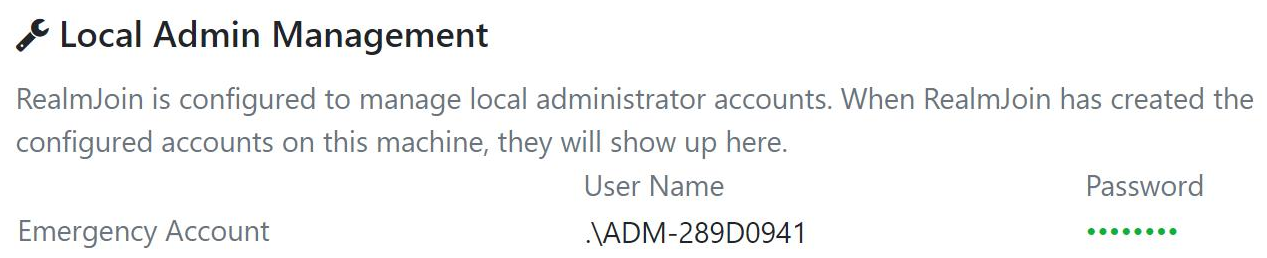 Local Admin Management
RealmJoin is configured to manage local administrator accounts. When RealmJoin has created the
configured accounts on this machine, they will show up here.
User Name Password
Emergency Account .\ADM-289D0941 ••••••••